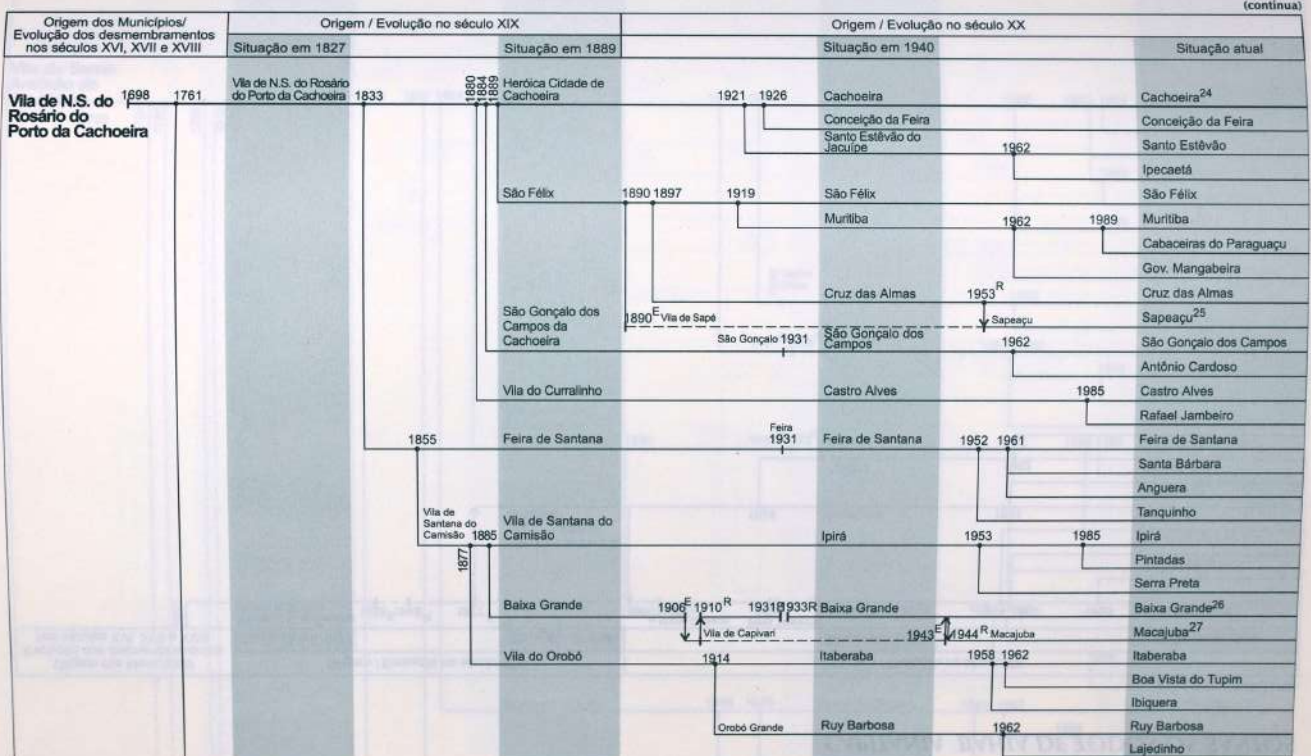 (continua)
Origem dos Municípios/
Evolução dos desmembramentos
nos séculos XVI, XVII e XVIII
Origem / Evolução no século XIX
Origem / Evolução no século XX
Situação em 1827
Situação em 1889
Situação em 1940
Situação atual
Vila de N.S. do
Rosário do
Porto da Cachoeira
1698
1761
Vila de N.S. do Rosário
do Porto da Cachoeira
1833
1880
1884
1889
Heróica Cidade de
Cachoeira
1921 1926
Cachoeira
Cachoeira24
Conceição da Feira
Conceição da Feira
Santo Estêvão do
Jacuípe
1962
Santo Estêvão
Ipecaetá
São Félix
1890 1897
1919
São Félix
São Félix
Muritiba
1962
1989
Muritiba
Cabaceiras do Paraguaçu
Gov. Mangabeira
Cruz das Almas
1953R
Cruz das Almas
1890E Vila de Sapé
Sapeaçu
Sapeaçu25
São Gonçalo dos
Campos da
Cachoeira
São Gonçalo 1931
São Gonçalo dos
Campos
1962
São Gonçalo dos Campos
Antônio Cardoso
Vila do Curralinho
Castro Alves
1985
Castro Alves
Rafael Jambeiro
1855
Feira de Santana
Feira
1931
Feira de Santana
1952 1961
Feira de Santana
Santa Bárbara
Anguera
Tanquinho
Vila de
Santana do
Camisão
1877
1885
Vila de Santana do
Camisão
Ipirá
1953
1985
Ipirá
Pintadas
Serra Preta
Baixa Grande
1906E 1910R
1931E 1933R
Baixa Grande
Baixa Grande26
Vila de Capivari
1943E 1944R Macajuba
Macajuba27
Vila do Orobó
1914
Itaberaba
1958 1962
Itaberaba
Boa Vista do Tupim
Ibiquera
Orobó Grande
Ruy Barbosa
1962
Ruy Barbosa
Lajedinho